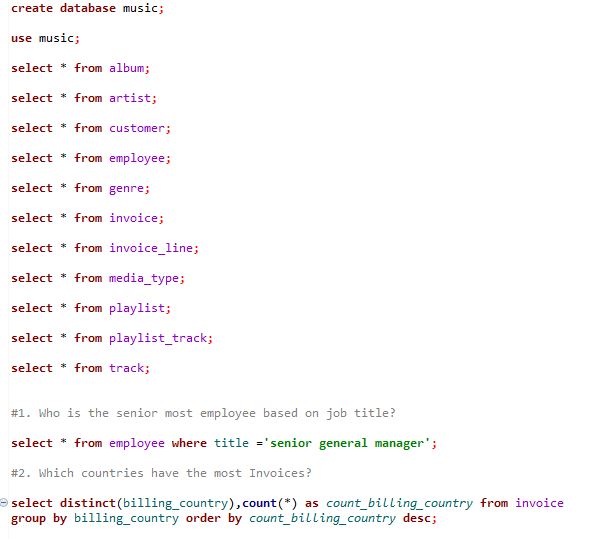 create database music;
use music;
select * from album;
select * from artist;
select * from customer;
select * from employee;
select * from genre;
select * from invoice;
select * from invoice_line;
select * from media_type;
select * from playlist;
select * from playlist_track;
select * from track;
#1. Who is the senior most employee based on job title?
select * from employee where title ='senior general manager';
#2. Which countries have the most Invoices?
select distinct(billing_country),count(*) as count_billing_country from invoice
group by billing_country order by count_billing_country desc;